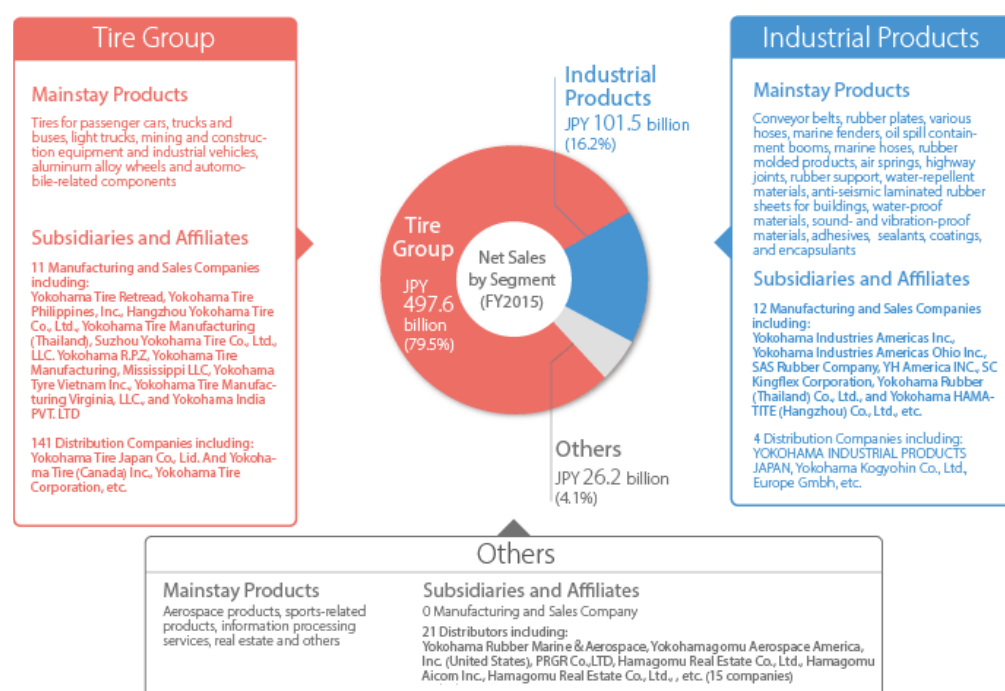 Tire Group
Mainstay Products
Tires for passenger cars, trucks and
buses, light trucks, mining and construc-
tion equipment and industrial vehicles,
aluminum alloy wheels and automo-
bile-related components
Subsidiaries and Affiliates
11 Manufacturing and Sales Companies
including:
Yokohama Tire Retread, Yokohama Tire
Philippines, Inc., Hangzhou Yokohama Tire
Co., Ltd., Yokohama Tire Manufacturing
(Thailand), Suzhou Yokohama Tire Co., Ltd.,
LLC. Yokohama R.P.Z, Yokohama Tire
Manufacturing, Mississippi LLC, Yokohama
Tyre Vietnam Inc., Yokohama Tire Manufac-
turing Virginia, LLC., and Yokohama India
PVT. LTD
141 Distribution Companies including:
Yokohama Tire Japan Co., Lid. And Yokoha-
ma Tire (Canada) Inc., Yokohama Tire
Corporation, etc.
Industrial
Products
JPY 101.5 billion
(16.2%)
Tire
Group
JPY
497.6
billion
(79.5%)
Net Sales
by Segment
(FY2015)
Others
JPY 26.2 billion
(4.1%)
Industrial Products
Mainstay Products
Conveyor belts, rubber plates, various
hoses, marine fenders, oil spill contain-
ment booms, marine hoses, rubber
molded products, air springs, highway
joints, rubber support, water-repellent
materials, anti-seismic laminated rubber
sheets for buildings, water-proof
materials, sound- and vibration-proof
materials, adhesives, sealants, coatings,
and encapsulants
Subsidiaries and Affiliates
12 Manufacturing and Sales Companies
including:
Yokohama Industries Americas Inc.,
Yokohama Industries Americas Ohio Inc.,
SAS Rubber Company, YH America INC., SC
Kingflex Corporation, Yokohama Rubber
(Thailand) Co., Ltd., and Yokohama HAMA-
TITE (Hangzhou) Co., Ltd., etc.
4 Distribution Companies including:
YOKOHAMA INDUSTRIAL PRODUCTS
JAPAN, Yokohama Kogyohin Co., Ltd.,
Europe Gmbh, etc.
Others
Mainstay Products
Aerospace products, sports-related
products, information processing
services, real estate and others
Subsidiaries and Affiliates
0 Manufacturing and Sales Company
21 Distributors including:
Yokohama Rubber Marine & Aerospace, Yokohamagomu Aerospace America,
Inc. (United States), PRGR Co.,LTD, Hamagomu Real Estate Co., Ltd., Hamagomu
Aicom Inc., Hamagomu Real Estate Co., Ltd., , etc. (15 companies)